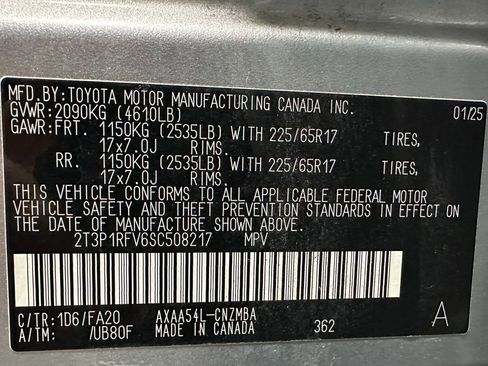 MFD.BY:TOYOTA MOTOR MANUFACTURING CANADA INC.
GVWR:2090KG (4610LB) 01/25
GAWR:FRT. 1150KG (2535LB) WITH 225/65R17 TIRES,
17x7.0J RIMS.
RR. 1150KG (2535LB) WITH 225/65R17 TIRES,
17x7.0J RIMS.
THIS VEHICLE CONFORMS TO ALL APPLICABLE FEDERAL MOTOR
VEHICLE SAFETY AND THEFT PREVENTION STANDARDS IN EFFECT ON
THE DATE OF MANUFACTURE SHOWN ABOVE.
2T3P1RFV6SC508217 MPV
C/TR:1D6/FA20 AXAA54L-CNZMBA
A/TM: /UB80F MADE IN CANADA 362 A